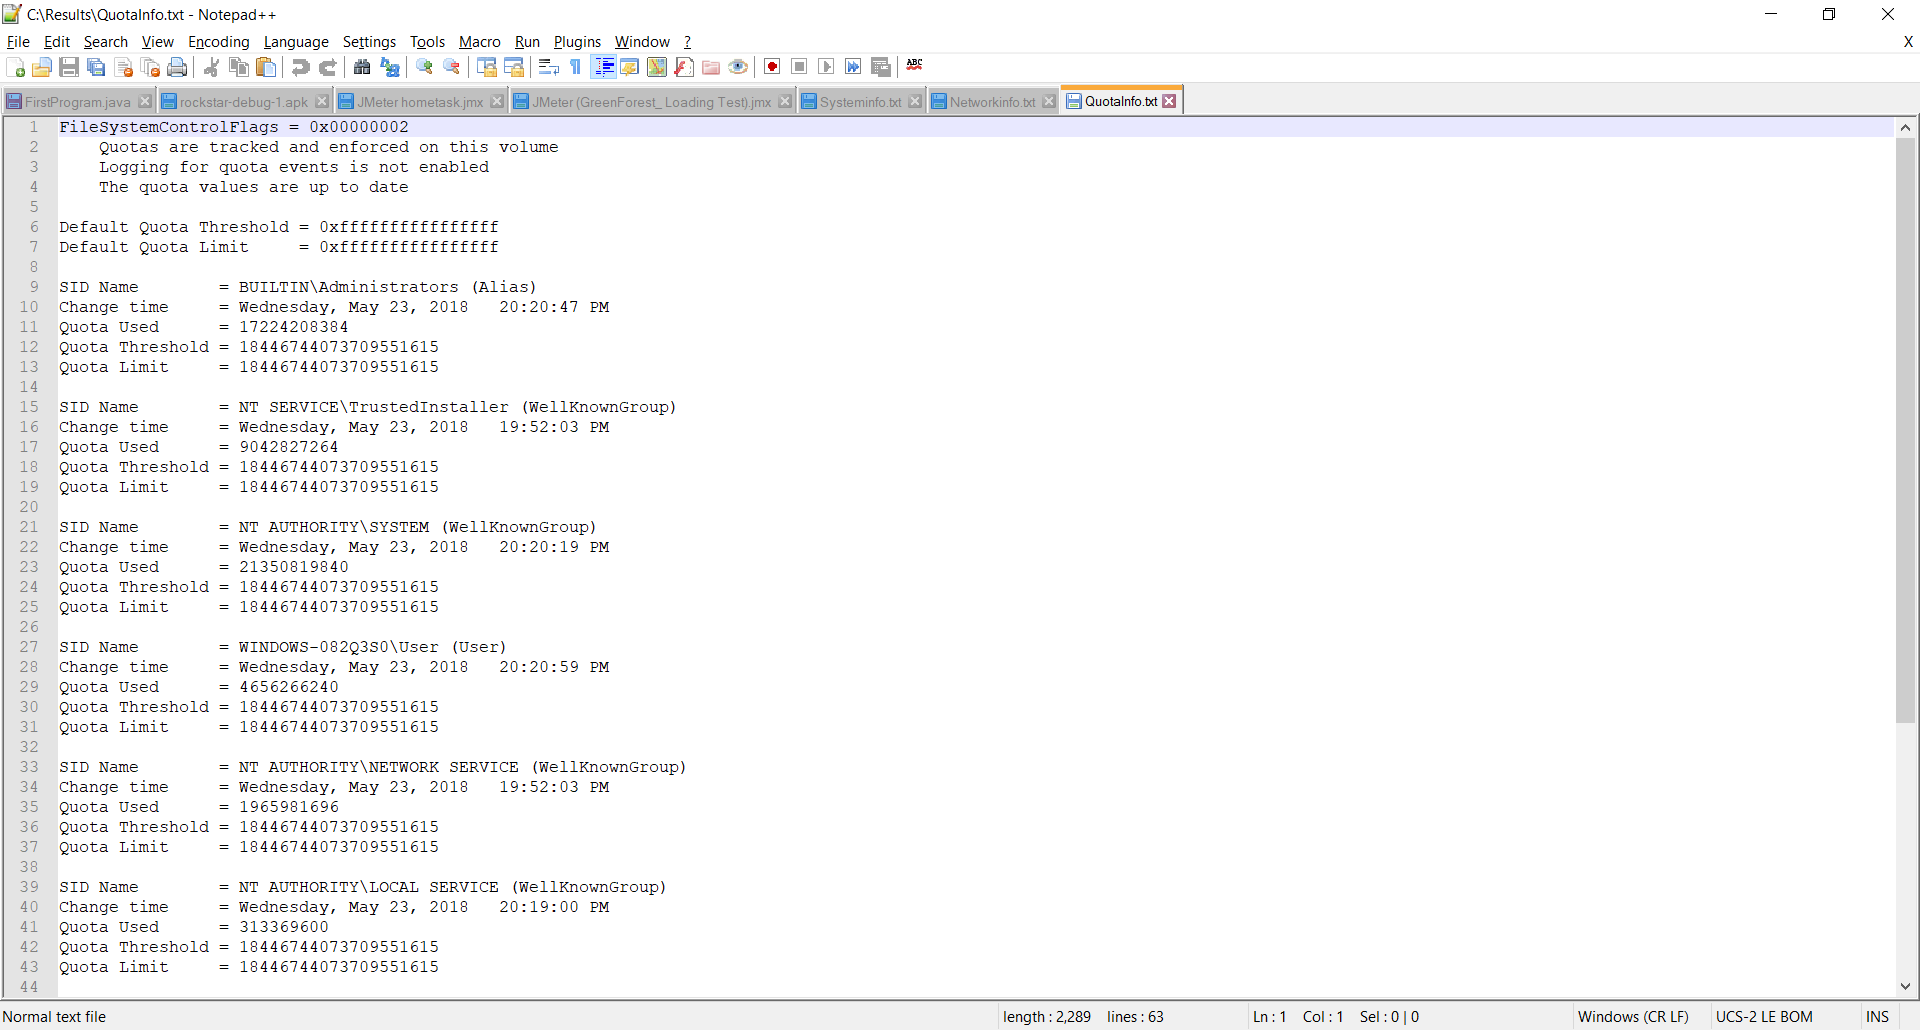 C:\Results\QuotaInfo.txt - Notepad++
File Edit Search View Encoding Language Settings Tools Macro Run Plugins Window ? X
ABC
FirstProgram.java rockstar-debug-1.apk JMeter hometask.jmx JMeter (GreenForest_ Loading Test).jmx Systeminfo.txt Networkinfo.txt QuotaInfo.txt
1 FileSystemControlFlags = 0x00000002
2 Quotas are tracked and enforced on this volume
3 Logging for quota events is not enabled
4 The quota values are up to date
5
6 Default Quota Threshold = 0xffffffffffffffff
7 Default Quota Limit = 0xffffffffffffffff
8
9 SID Name = BUILTIN\Administrators (Alias)
10 Change time = Wednesday, May 23, 2018 20:20:47 PM
11 Quota Used = 17224208384
12 Quota Threshold = 18446744073709551615
13 Quota Limit = 18446744073709551615
14
15 SID Name = NT SERVICE\TrustedInstaller (WellKnownGroup)
16 Change time = Wednesday, May 23, 2018 19:52:03 PM
17 Quota Used = 9042827264
18 Quota Threshold = 18446744073709551615
19 Quota Limit = 18446744073709551615
20
21 SID Name = NT AUTHORITY\SYSTEM (WellKnownGroup)
22 Change time = Wednesday, May 23, 2018 20:20:19 PM
23 Quota Used = 21350819840
24 Quota Threshold = 18446744073709551615
25 Quota Limit = 18446744073709551615
26
27 SID Name = WINDOWS-082Q3S0\User (User)
28 Change time = Wednesday, May 23, 2018 20:20:59 PM
29 Quota Used = 4656266240
30 Quota Threshold = 18446744073709551615
31 Quota Limit = 18446744073709551615
32
33 SID Name = NT AUTHORITY\NETWORK SERVICE (WellKnownGroup)
34 Change time = Wednesday, May 23, 2018 19:52:03 PM
35 Quota Used = 1965981696
36 Quota Threshold = 18446744073709551615
37 Quota Limit = 18446744073709551615
38
39 SID Name = NT AUTHORITY\LOCAL SERVICE (WellKnownGroup)
40 Change time = Wednesday, May 23, 2018 20:19:00 PM
41 Quota Used = 313369600
42 Quota Threshold = 18446744073709551615
43 Quota Limit = 18446744073709551615
44
Normal text file length : 2,289 lines : 63 Ln : 1 Col : 1 Sel : 0 | 0 Windows (CR LF) UCS-2 LE BOM INS